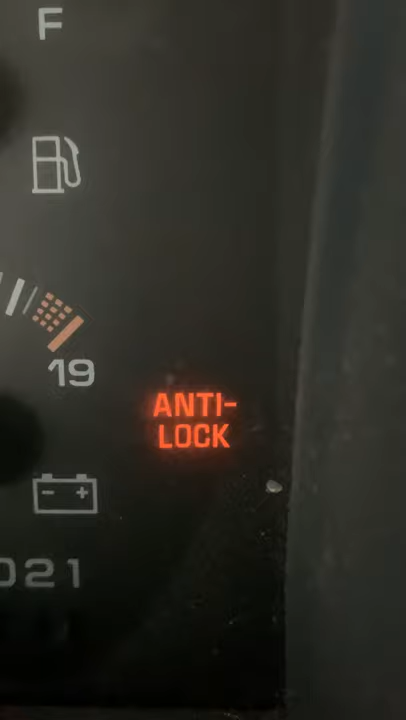 F
19
ANTI-
LOCK
- +
021